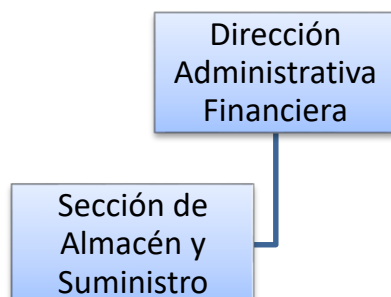 Dirección
Administrativa
Financiera
Sección de
Almacén y
Suministro